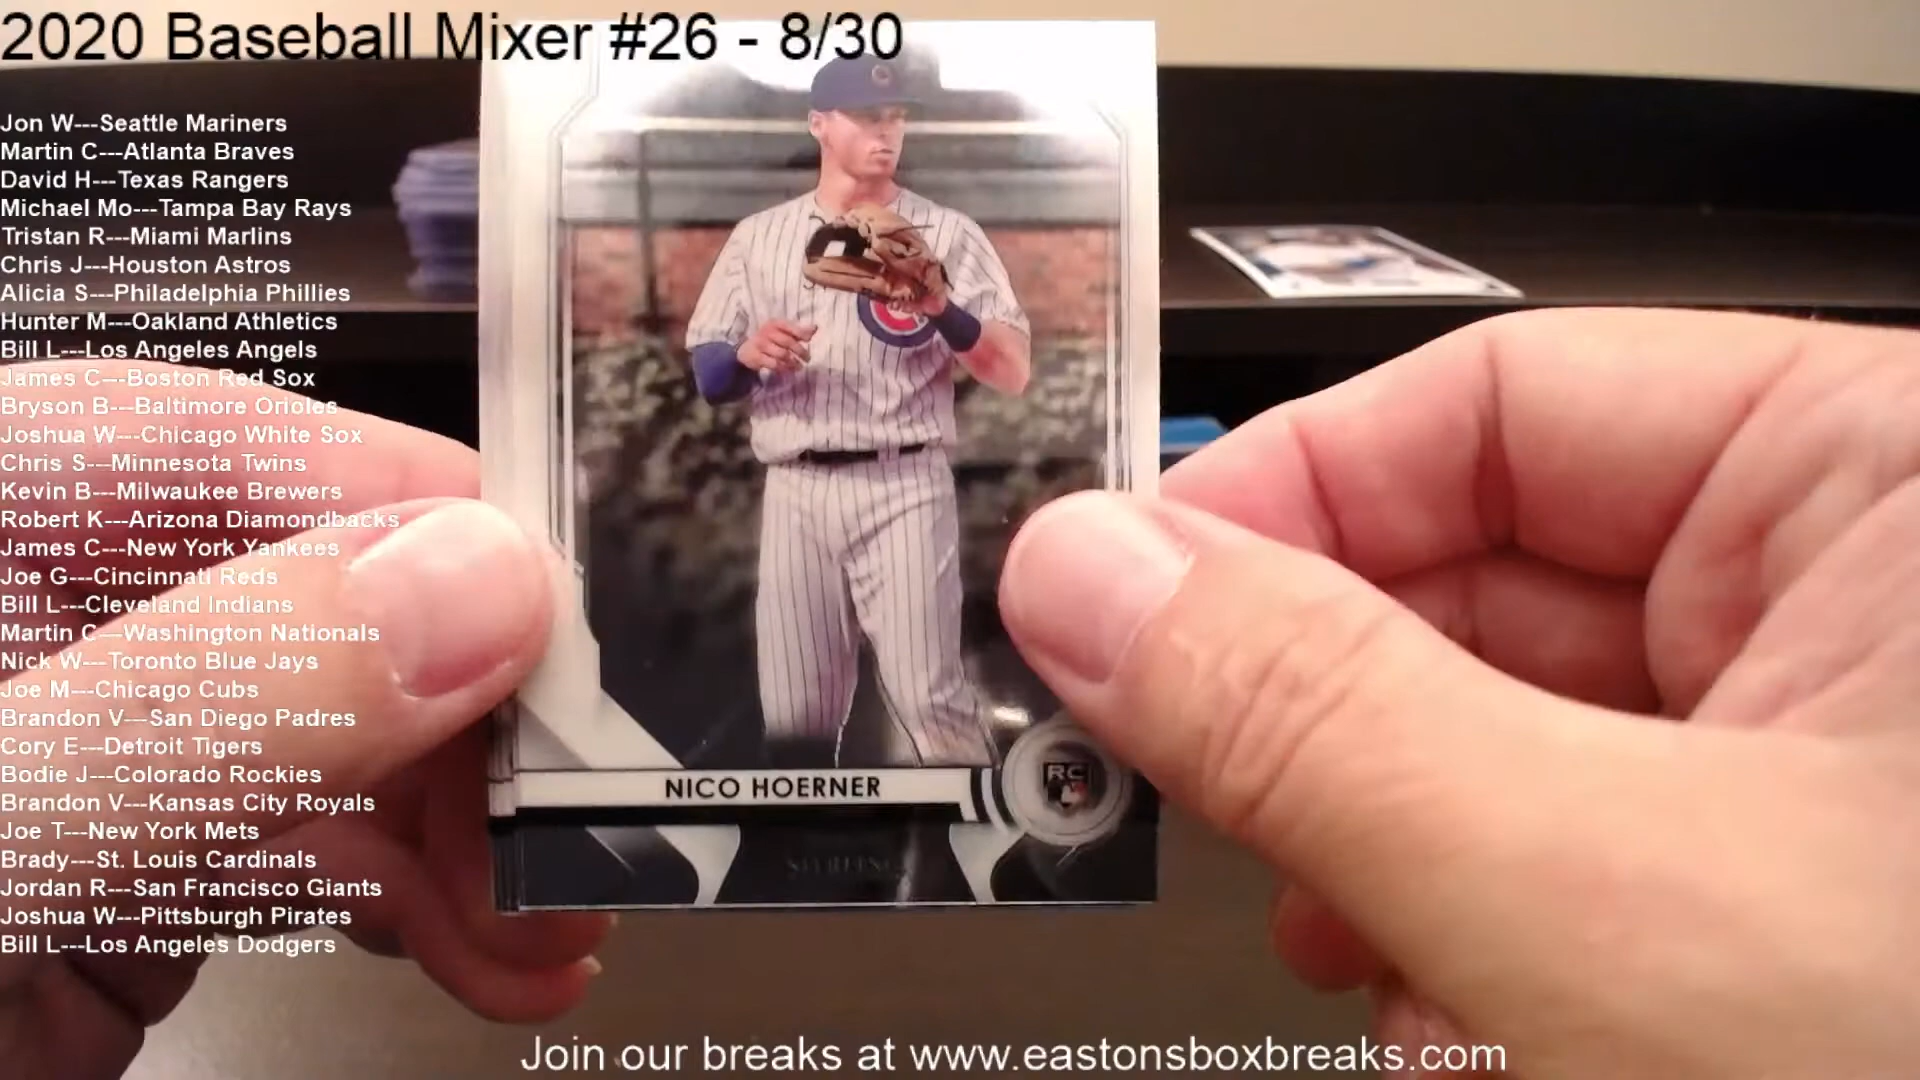 2020 Baseball Mixer #26 - 8/30
Jon W---Seattle Mariners
Martin C---Atlanta Braves
David H---Texas Rangers
Michael Mo---Tampa Bay Rays
Tristan R---Miami Marlins
Chris J---Houston Astros
Alicia S---Philadelphia Phillies
Hunter M---Oakland Athletics
Bill L---Los Angeles Angels
James C---Boston Red Sox
Bryson B---Baltimore Orioles
Joshua W---Chicago White Sox
Chris S---Minnesota Twins
Kevin B---Milwaukee Brewers
Robert K---Arizona Diamondbacks
James C---New York Yankees
Joe G---Cincinnati Reds
Bill L---Cleveland Indians
Martin C---Washington Nationals
Nick W---Toronto Blue Jays
Joe M---Chicago Cubs
Brandon V---San Diego Padres
Cory E---Detroit Tigers
Bodie J---Colorado Rockies
Brandon V---Kansas City Royals
Joe T---New York Mets
Brady---St. Louis Cardinals
Jordan R---San Francisco Giants
Joshua W---Pittsburgh Pirates
Bill L---Los Angeles Dodgers
NICO HOERNER
RC
STERLING
Join our breaks at www.eastonsboxbreaks.com